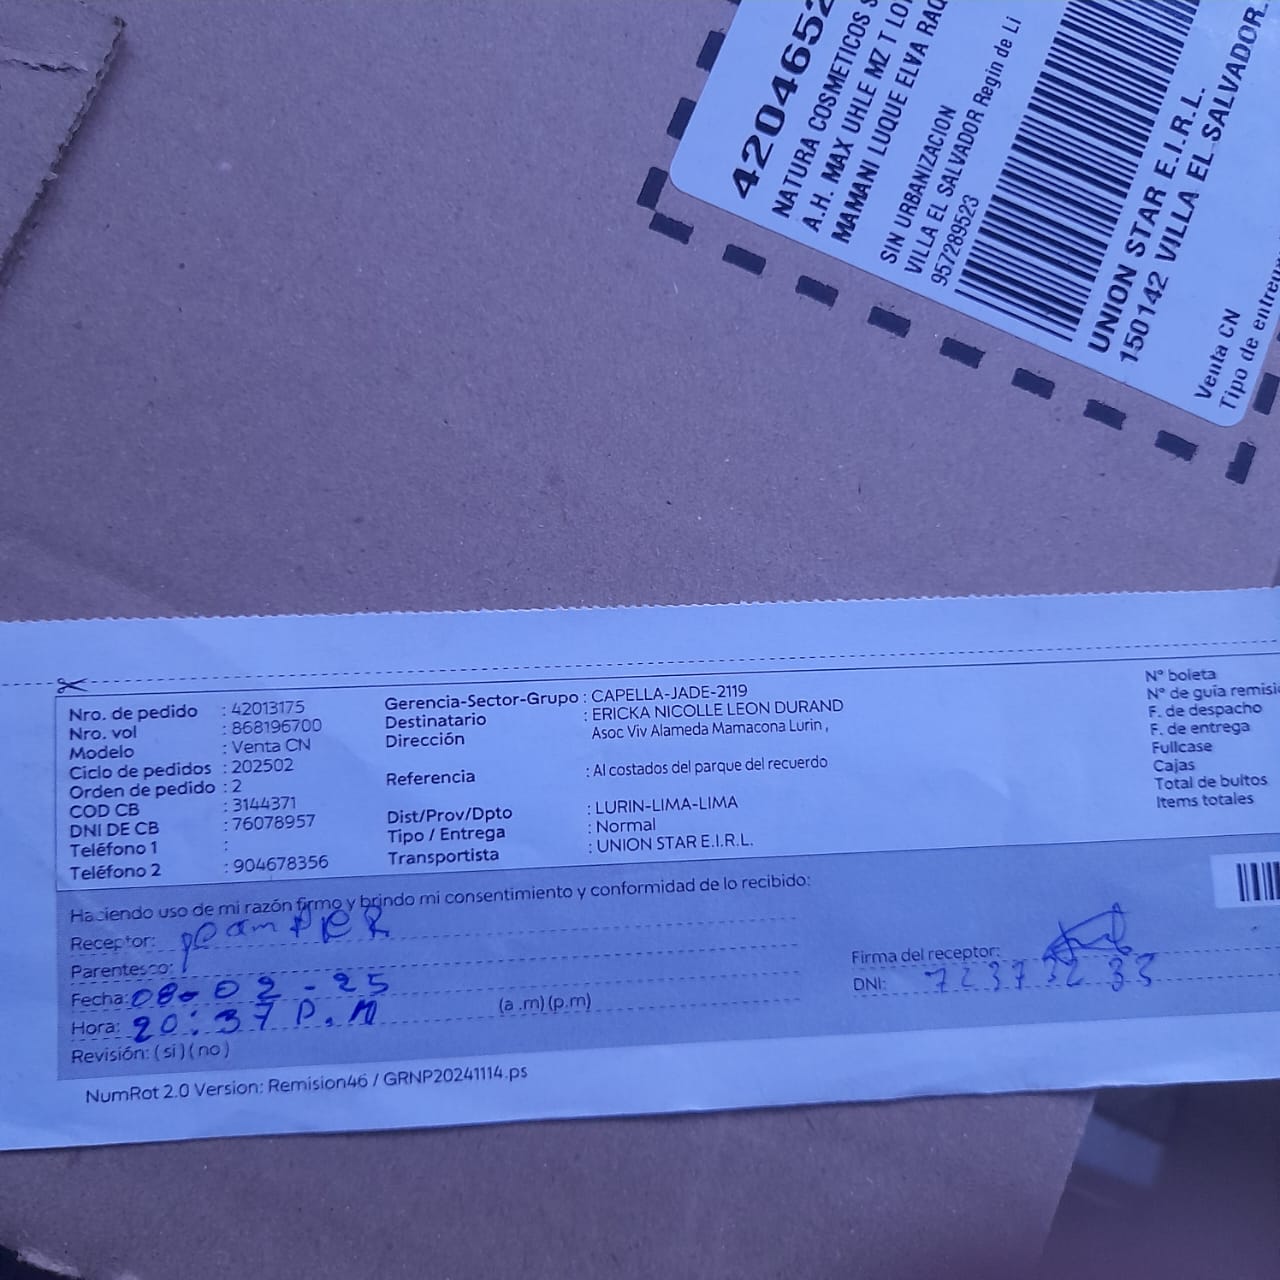 4204652
NATURA COSMETICOS S
A.H. MAX UHLE MZ T LO
MAMANI LUQUE ELVA RAQ
SIN URBANIZACION
VILLA EL SALVADOR Regin de Li
957289523
UNION STAR E.I.R.L.
150142 VILLA EL SALVADOR
Venta CN
Tipo de entre
Nro. de pedido : 42013175
Nro. vol : 868196700
Modelo : Venta CN
Ciclo de pedidos : 202502
Orden de pedido : 2
COD CB : 3144371
DNI DE CB : 76078957
Teléfono 1 :
Teléfono 2 : 904678356
Gerencia-Sector-Grupo : CAPELLA-JADE-2119
Destinatario : ERICKA NICOLLE LEON DURAND
Dirección : Asoc Viv Alameda Mamacona Lurin ,
Referencia : Al costados del parque del recuerdo
Dist/Prov/Dpto : LURIN-LIMA-LIMA
Tipo / Entrega : Normal
Transportista : UNION STAR E.I.R.L.
N° boleta
N° de guía remisi
F. de despacho
F. de entrega
Fullcase
Cajas
Total de bultos
Items totales
Haciendo uso de mi razón firmo y brindo mi consentimiento y conformidad de lo recibido:
Receptor:
Parentesco:
Fecha: 08-02-25
Hora: 20:37 P.M (a .m) (p.m)
Revisión: ( si ) ( no )
Firma del receptor:
DNI:
NumRot 2.0 Version: Remision46 / GRNP20241114.ps